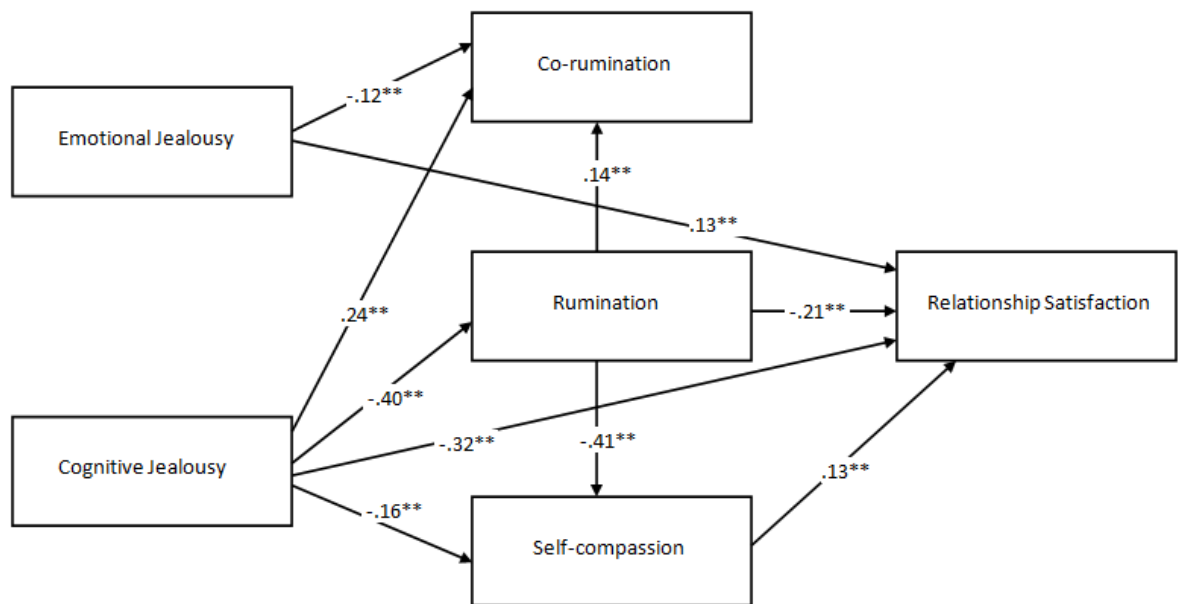 Co-rumination
-.12**
Emotional Jealousy
.14**
.13**
Rumination
Relationship Satisfaction
.24**
-.21**
-.40**
-.32**
-.41**
Cognitive Jealousy
.13**
-.16**
Self-compassion